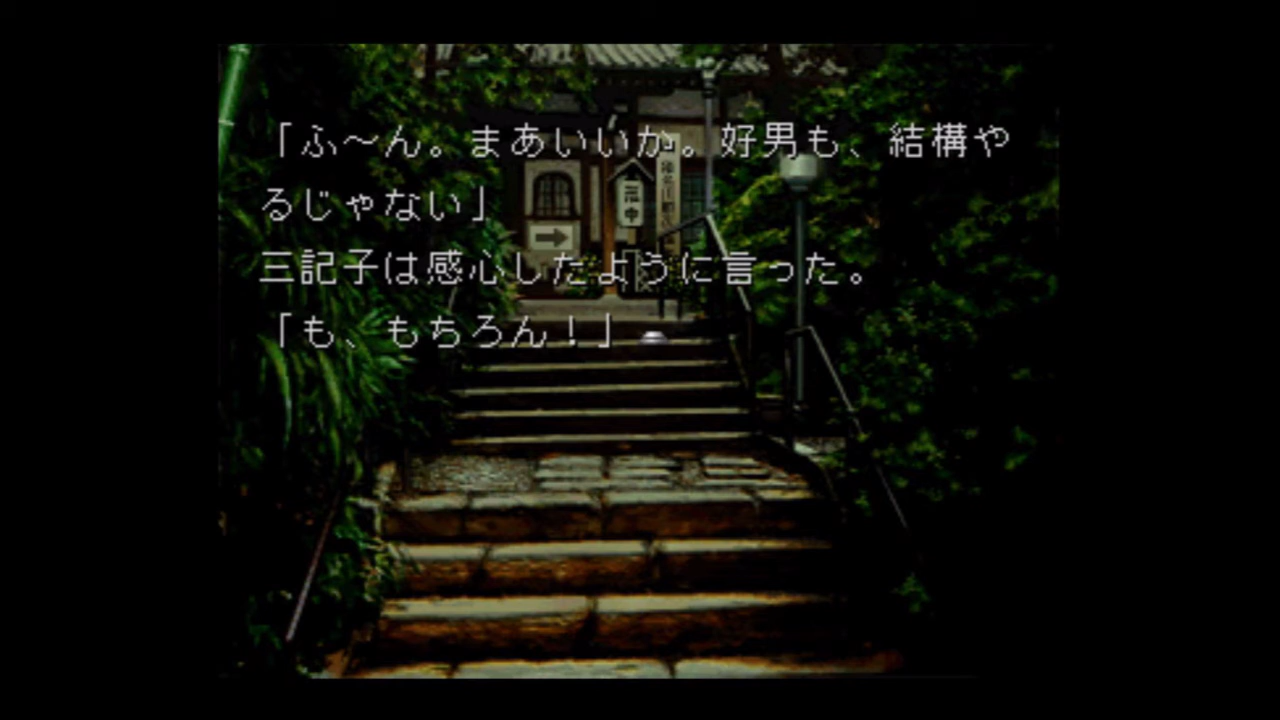 「ふ～ん。まあいいか。好男も、結構や
るじゃない」
三記子は感心したように言った。
「も、もちろん！」